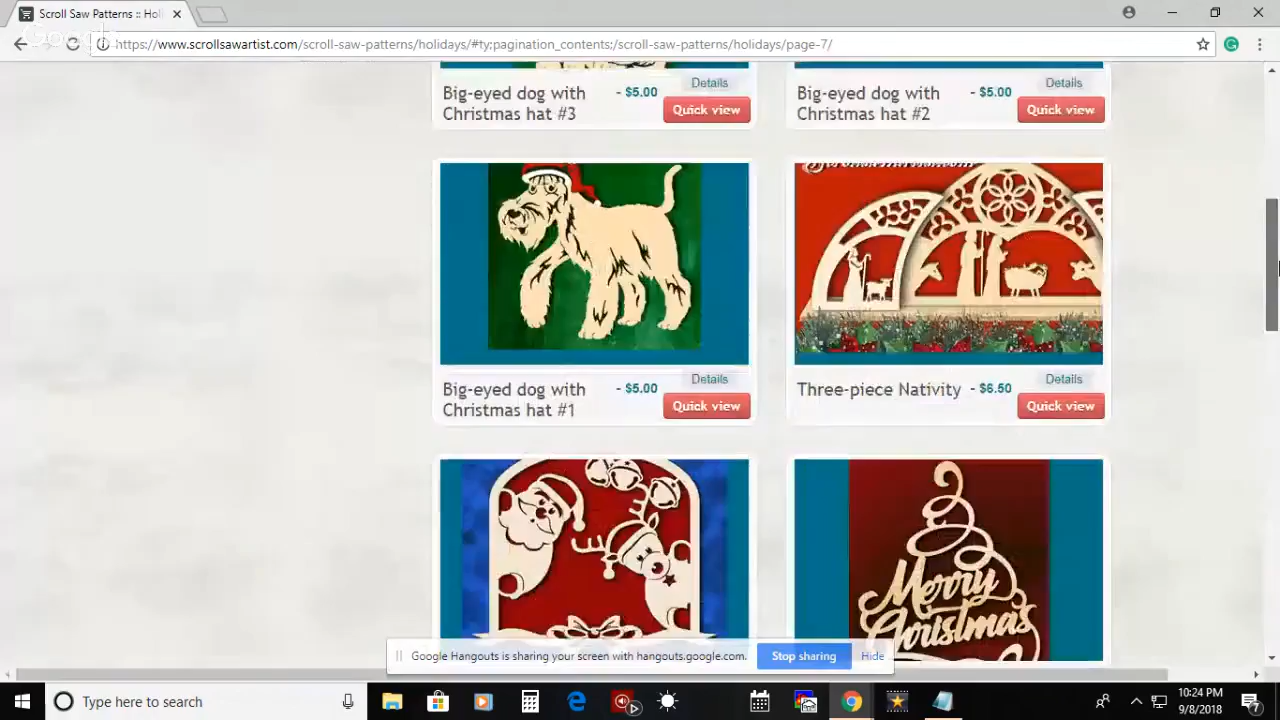 Scroll Saw Patterns :: Holi
Google
https://www.scrollsawartist.com/scroll-saw-patterns/holidays/#ty;pagination_contents;/scroll-saw-patterns/holidays/page-7/
Big-eyed dog with Christmas hat #3
- $5.00
Details
Quick view
Big-eyed dog with Christmas hat #2
- $5.00
Details
Quick view
Big-eyed dog with Christmas hat #1
- $5.00
Details
Quick view
Three-piece Nativity
- $6.50
Details
Quick view
Merry
Christmas
Google Hangouts is sharing your screen with hangouts.google.com.
Stop sharing
Hide
Type here to search
10:24 PM
9/8/2018
7